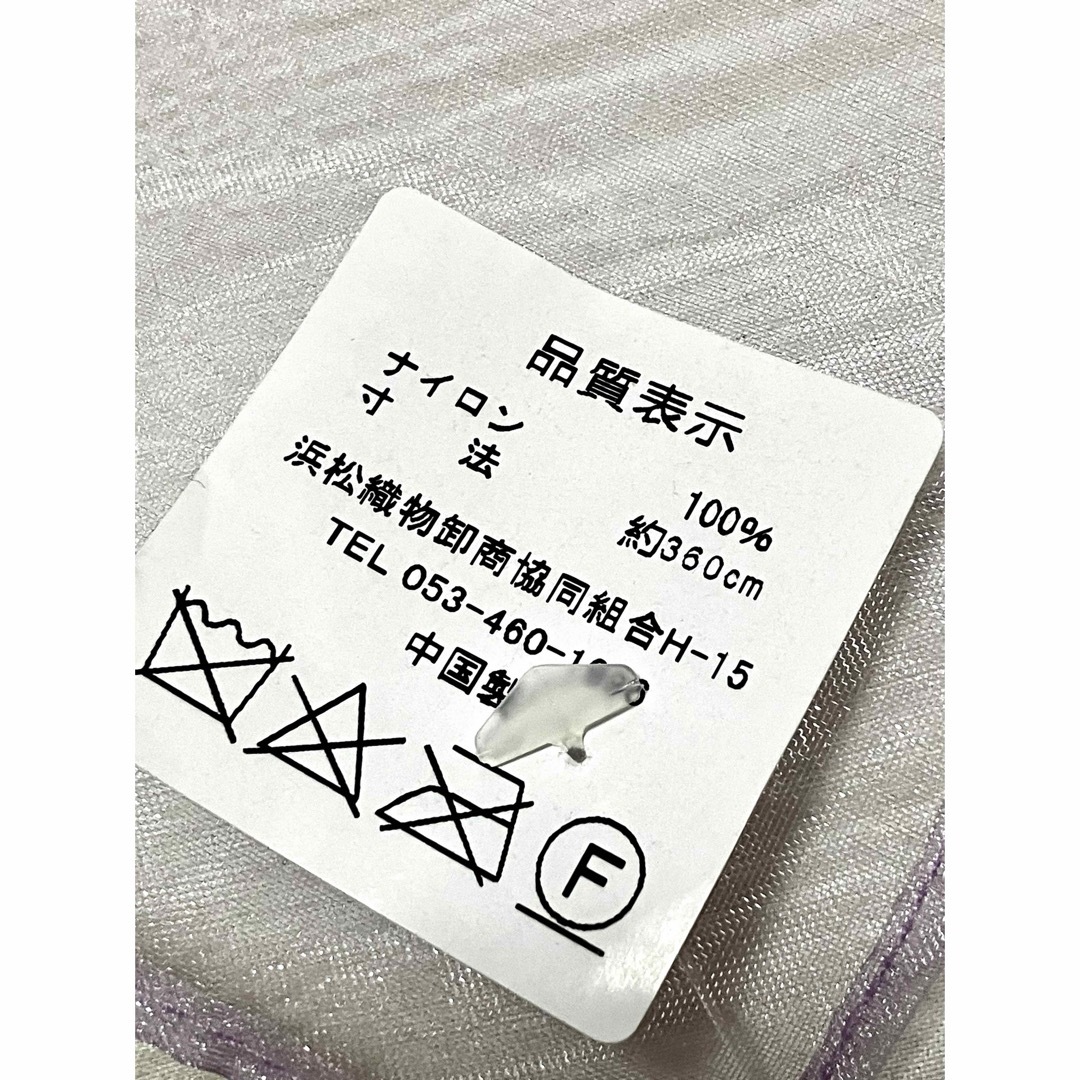 品質表示
ナイロン 100%
寸法 約360cm
浜松織物卸商協同組合H-15
TEL 053-460-1
中国製
F